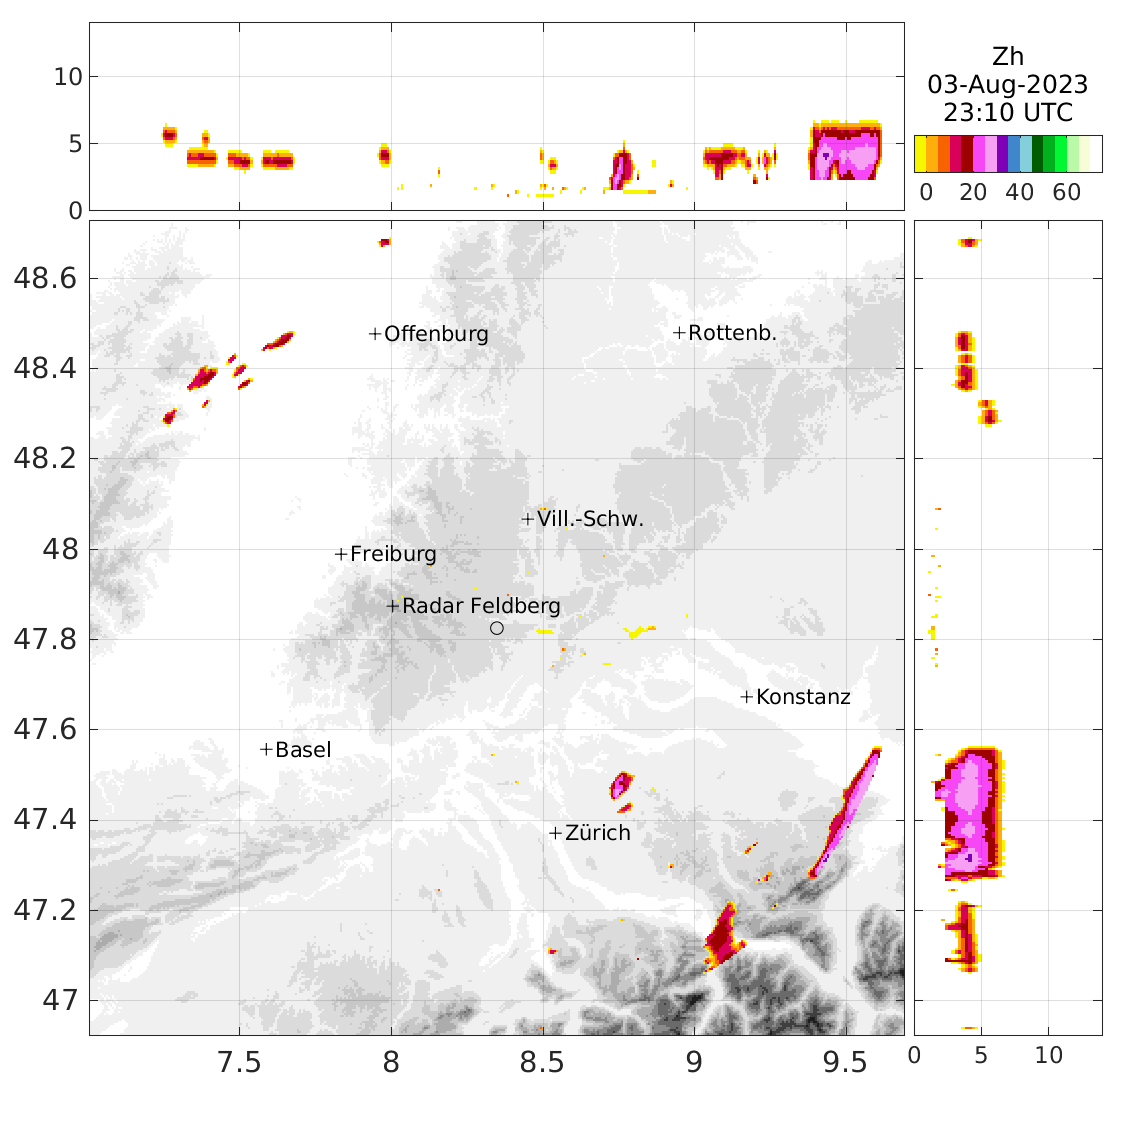 Zh
03-Aug-2023
23:10 UTC
10
5
0
0 20 40 60
48.6
48.4
48.2
48
47.8
47.6
47.4
47.2
47
Offenburg
Rottenb.
Vill.-Schw.
Freiburg
Radar Feldberg
Konstanz
Basel
Zürich
7.5 8 8.5 9 9.5
0 5 10